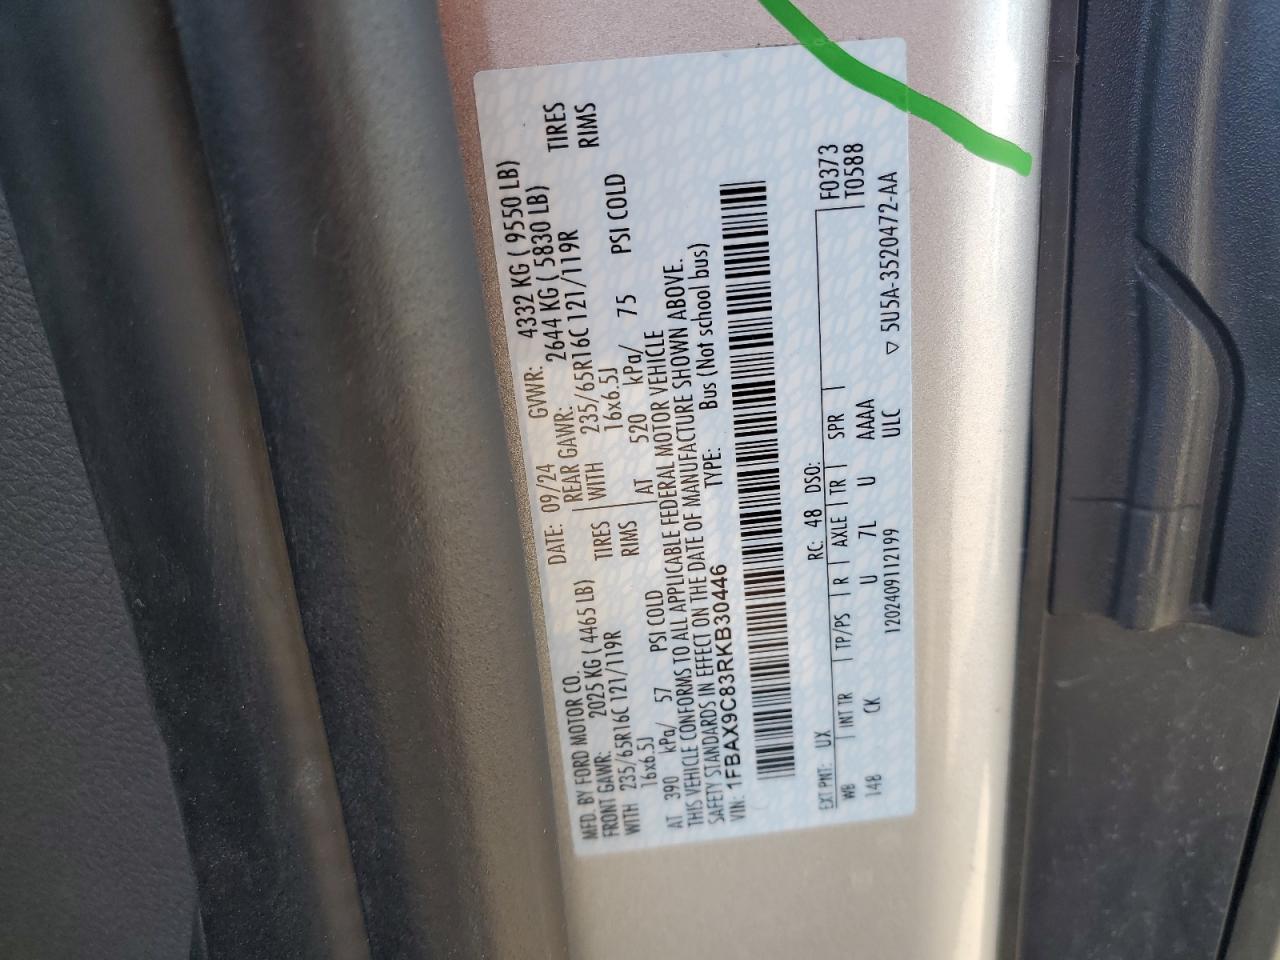 MFD. BY FORD MOTOR CO. DATE: 09/24 GVWR: 4332 KG ( 9550 LB)
FRONT GAWR: 2025 KG ( 4465 LB) REAR GAWR: 2644 KG ( 5830 LB)
WITH 235/65R16C 121/119R TIRES WITH 235/65R16C 121/119R TIRES
16x6.5J RIMS 16x6.5J RIMS
AT 390 kPa/ 57 PSI COLD AT 520 kPa/ 75 PSI COLD
THIS VEHICLE CONFORMS TO ALL APPLICABLE FEDERAL MOTOR VEHICLE
SAFETY STANDARDS IN EFFECT ON THE DATE OF MANUFACTURE SHOWN ABOVE.
VIN: 1FBAX9C83RKB30446 TYPE: Bus (Not school bus)
EXT PNT: UX RC: 48 DSO: F0373
WB INT TR TP/PS R AXLE TR SPR T0588
148 CK U 7L U AAAA
1202409112199 ULC ▽ 5U5A-3520472-AA